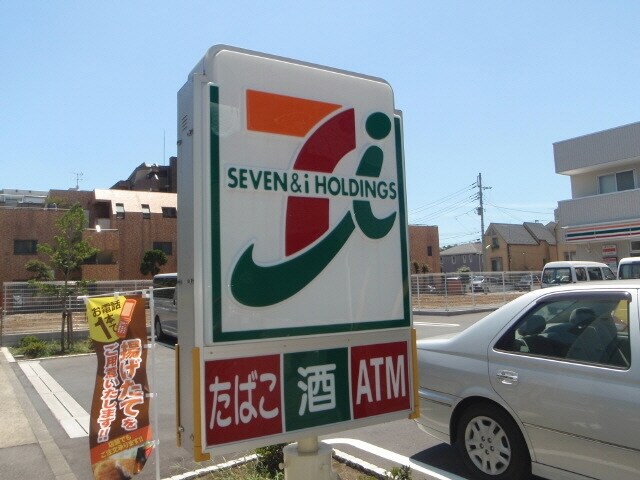 SEVEN & i HOLDINGS
たばこ
酒
ATM
お電話
1本で
揚げたてを
ご用意いたします!!